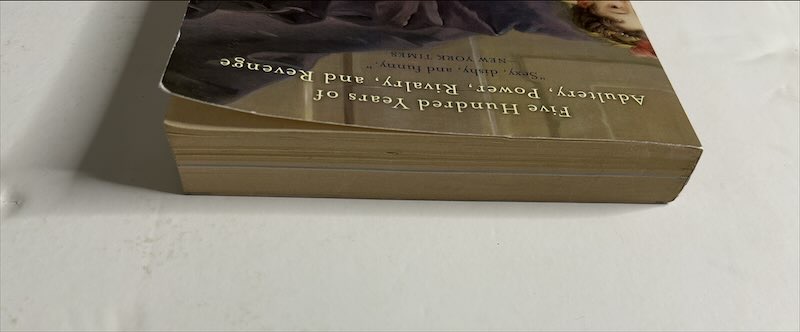 Five Hundred Years of
Adultery, Power, Rivalry, and Revenge
"Sexy, dishy, and funny."
NEW YORK TIMES